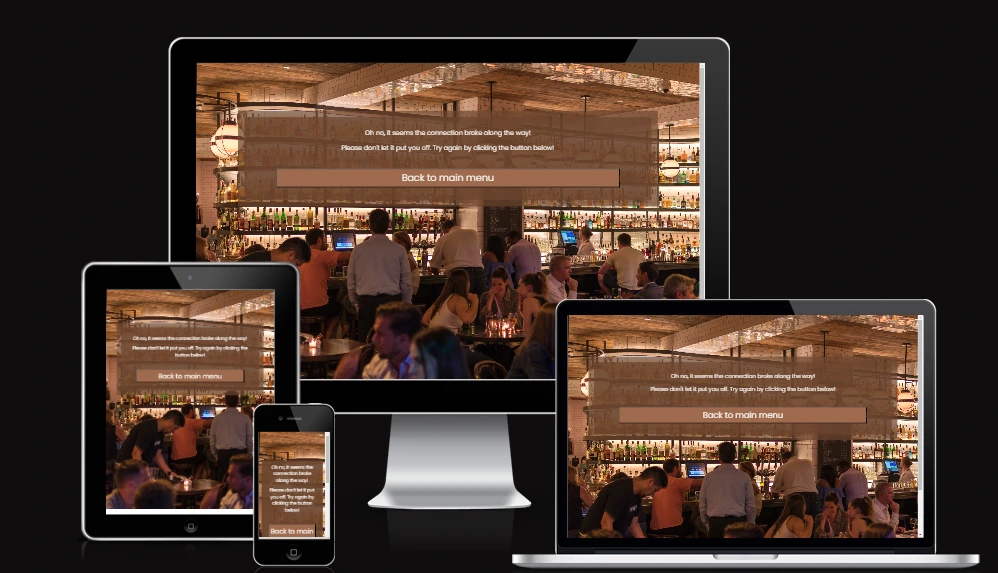 Oh no, it seems the connection broke along the way!
Please don't let it put you off. Try again by clicking the button below!
Back to main menu
Oh no, it seems the connection broke along the way!
Please don't let it put you off. Try again by clicking the
button below!
Back to main menu
Oh no, it seems the
connection broke
along the way!
Please don't let it put
you off. Try again by
clicking the button
below!
Back to main
Oh no, it seems the connection broke along the way!
Please don't let it put you off. Try again by clicking the button below!
Back to main menu